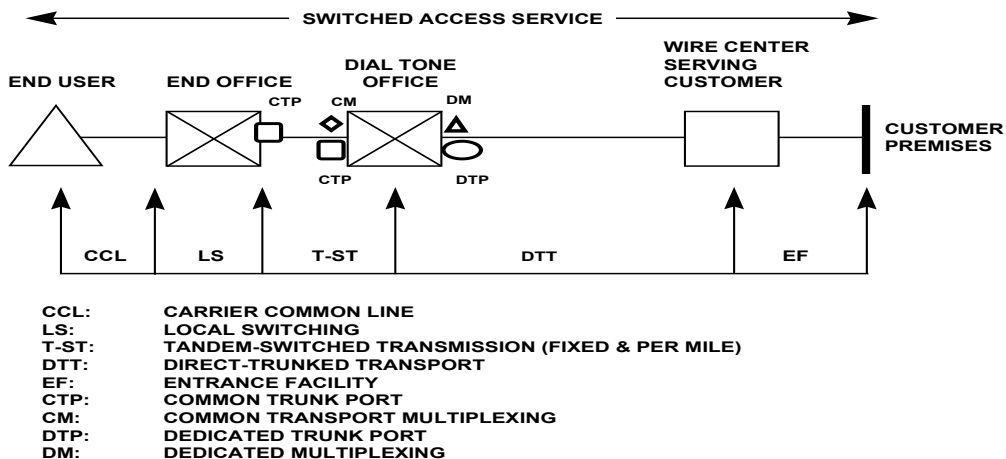 SWITCHED ACCESS SERVICE
WIRE CENTER
SERVING
CUSTOMER
DIAL TONE
OFFICE
END USER
END OFFICE
CTP
CM
DM
CUSTOMER
PREMISES
CTP
DTP
CCL
LS
T-ST
DTT
EF
CCL: CARRIER COMMON LINE
LS: LOCAL SWITCHING
T-ST: TANDEM-SWITCHED TRANSMISSION (FIXED & PER MILE)
DTT: DIRECT-TRUNKED TRANSPORT
EF: ENTRANCE FACILITY
CTP: COMMON TRUNK PORT
CM: COMMON TRANSPORT MULTIPLEXING
DTP: DEDICATED TRUNK PORT
DM: DEDICATED MULTIPLEXING